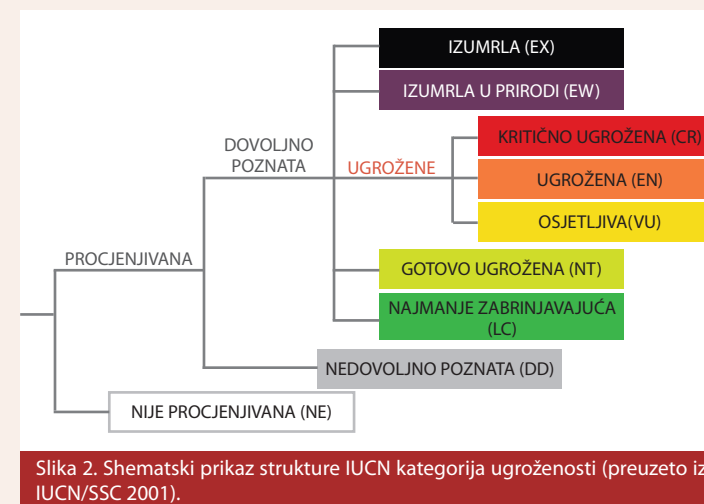 IZUMRLA (EX)
IZUMRLA U PRIRODI (EW)
KRITIČNO UGROŽENA (CR)
DOVOLJNO
POZNATA
UGROŽENE
UGROŽENA (EN)
OSJETLJIVA(VU)
PROCJENJIVANA
GOTOVO UGROŽENA (NT)
NAJMANJE ZABRINJAVAJUĆA
(LC)
NEDOVOLJNO POZNATA (DD)
NIJE PROCJENJIVANA (NE)
Slika 2. Shematski prikaz strukture IUCN kategorija ugroženosti (preuzeto iz
IUCN/SSC 2001).